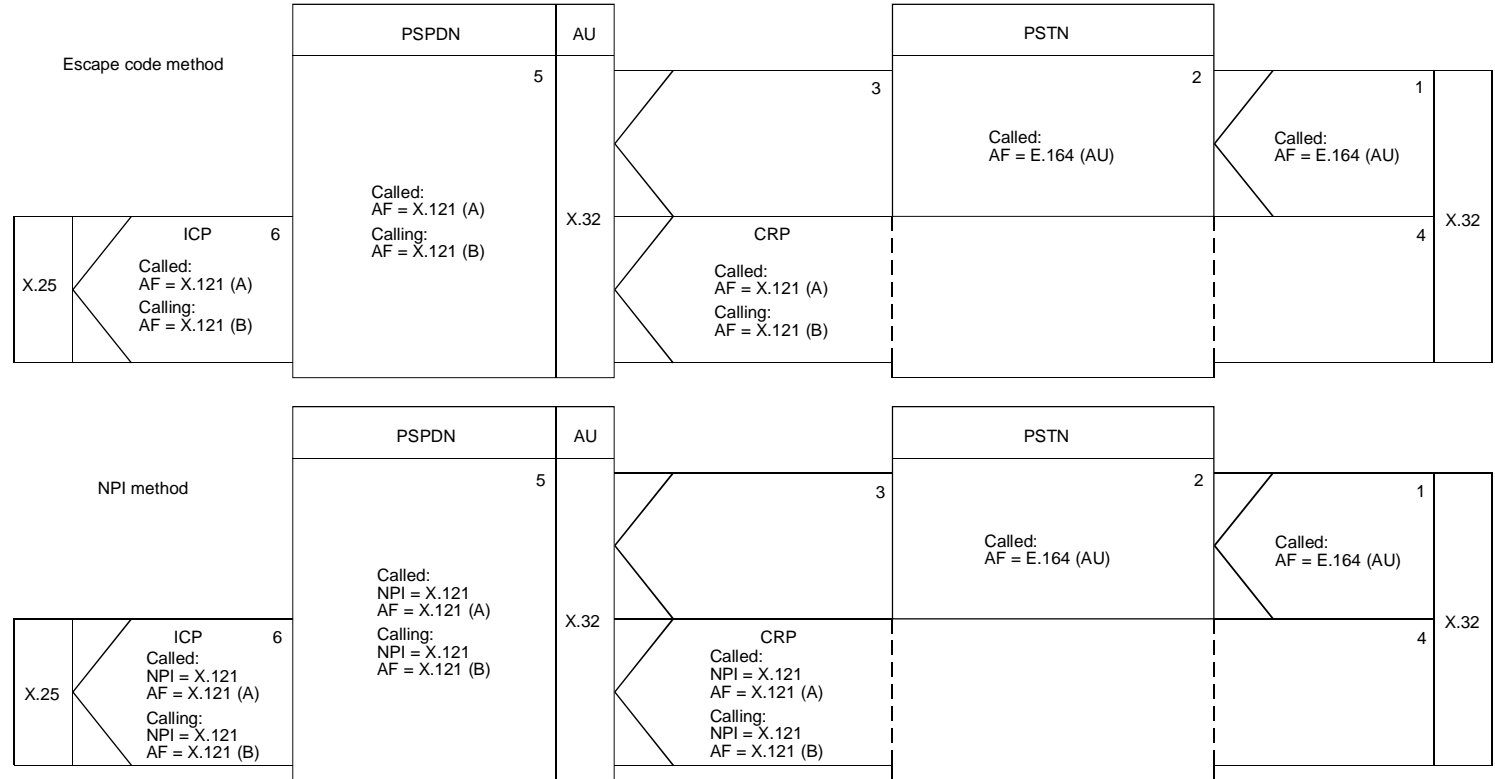 PSPDN
AU
PSTN
Escape code method
5
3
2
1
Called:
AF = E.164 (AU)
Called:
AF = E.164 (AU)
Called:
AF = X.121 (A)
Calling:
AF = X.121 (B)
X.32
X.32
ICP
6
CRP
4
X.25
Called:
AF = X.121 (A)
Calling:
AF = X.121 (B)
Called:
AF = X.121 (A)
Calling:
AF = X.121 (B)
PSPDN
AU
PSTN
NPI method
5
3
2
1
Called:
AF = E.164 (AU)
Called:
AF = E.164 (AU)
Called:
NPI = X.121
AF = X.121 (A)
Calling:
NPI = X.121
AF = X.121 (B)
X.32
X.32
ICP
6
CRP
4
X.25
Called:
NPI = X.121
AF = X.121 (A)
Calling:
NPI = X.121
AF = X.121 (B)
Called:
NPI = X.121
AF = X.121 (A)
Calling:
NPI = X.121
AF = X.121 (B)